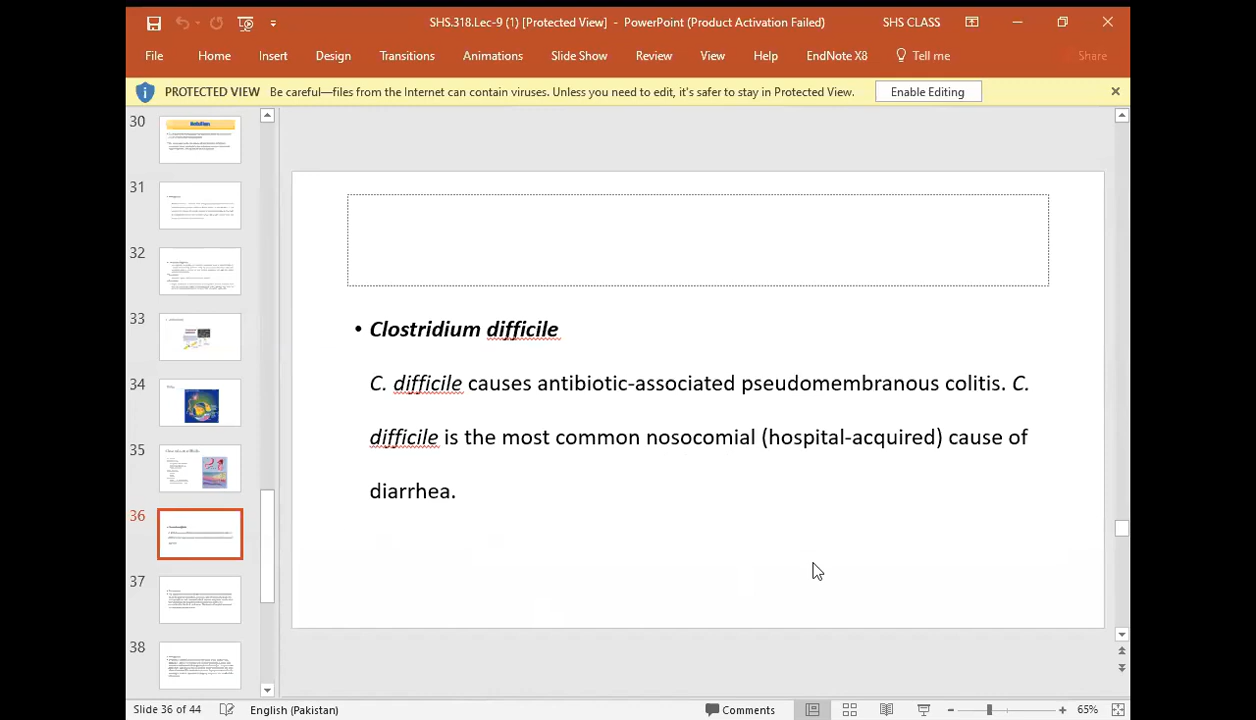 SHS.318.Lec-9 (1) [Protected View] - PowerPoint (Product Activation Failed)
SHS CLASS
File Home Insert Design Transitions Animations Slide Show Review View Help EndNote X8 Tell me Share
PROTECTED VIEW Be careful—files from the Internet can contain viruses. Unless you need to edit, it's safer to stay in Protected View. Enable Editing
30
31
32
33
34
35
36
37
38
• Clostridium difficile
C. difficile causes antibiotic-associated pseudomembranous colitis. C.
difficile is the most common nosocomial (hospital-acquired) cause of
diarrhea.
Slide 36 of 44 English (Pakistan) Comments 65%